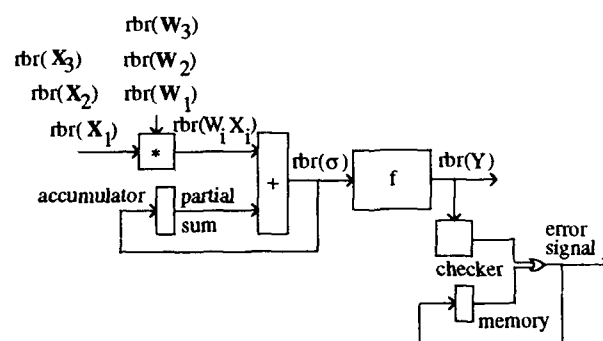 rbr(W3)
rbr(X3) rbr(W2)
rbr(X2) rbr(W1)
rbr(X1) rbr(WiXi)
*
+
rbr(σ)
f
rbr(Y)
accumulator
partial
sum
checker
error
signal
memory